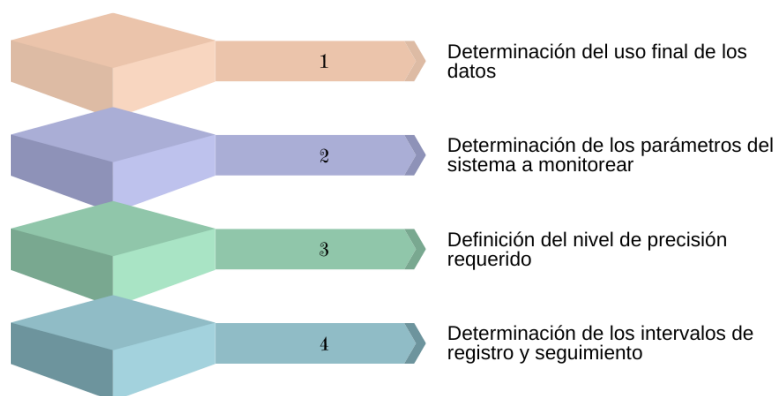 1
Determinación del uso final de los
datos
2
Determinación de los parámetros del
sistema a monitorear
3
Definición del nivel de precisión
requerido
4
Determinación de los intervalos de
registro y seguimiento